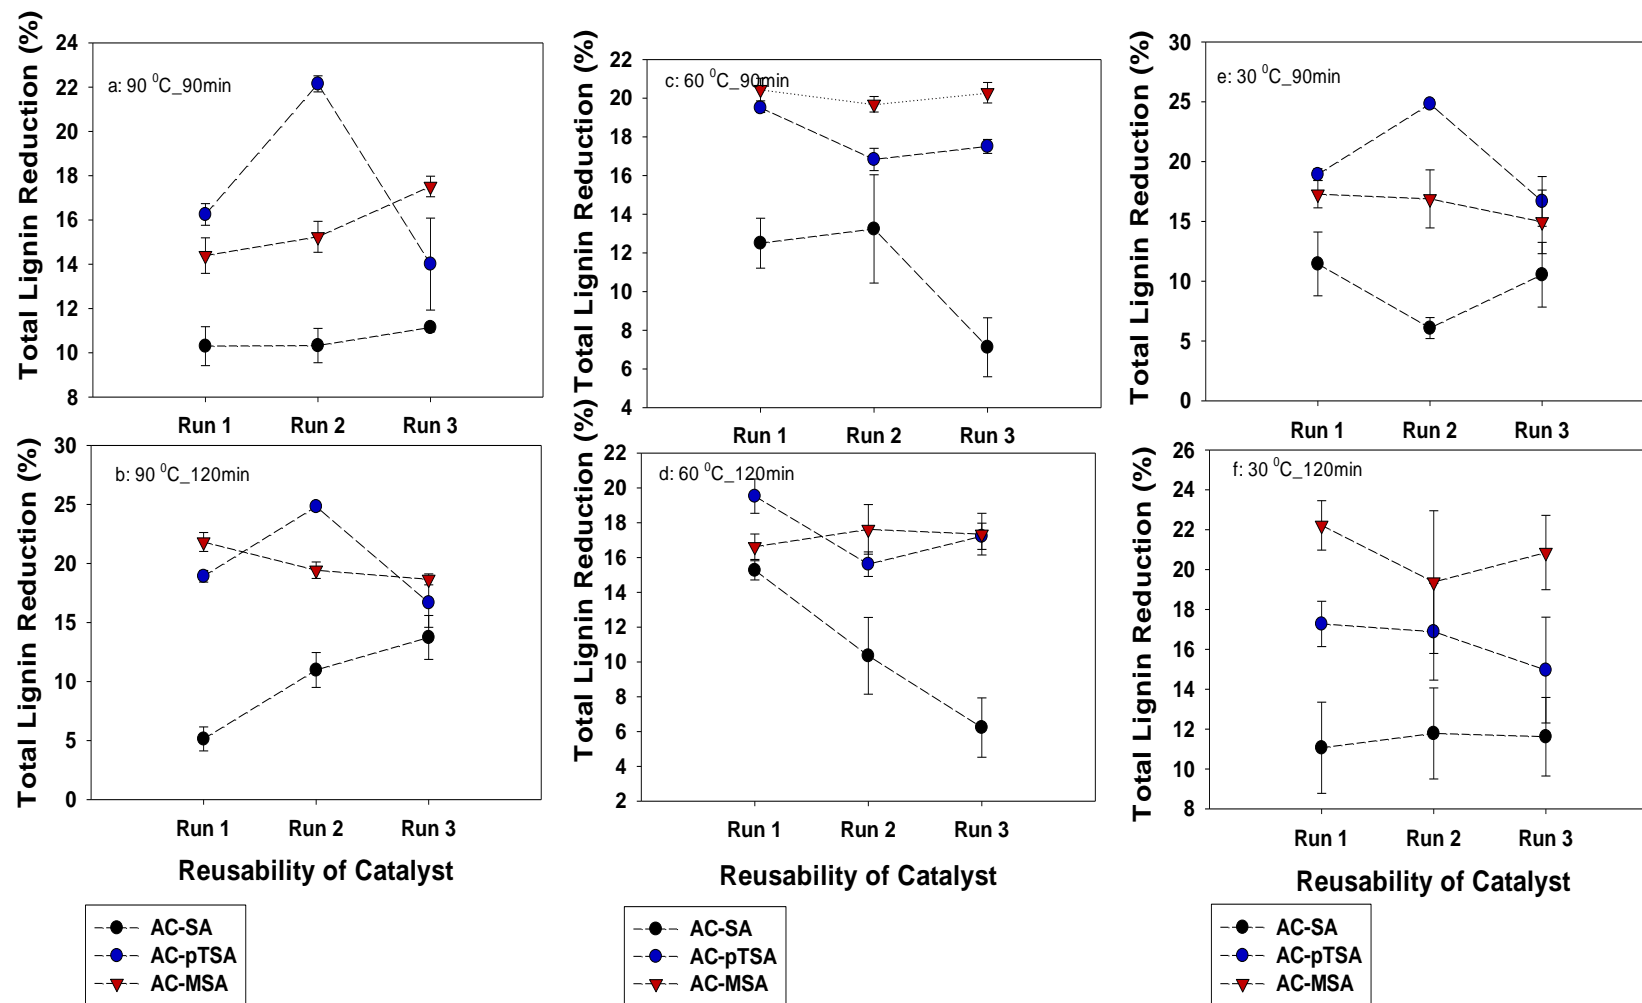 Total Lignin Reduction (%)
24
22
20
18
16
14
12
10
8
a: 90 ⁰C_90min
Run 1
Run 2
Run 3
Total Lignin Reduction (%)
22
20
18
16
14
12
10
8
6
4
c: 60 ⁰C_90min
Run 1
Run 2
Run 3
Total Lignin Reduction (%)
30
25
20
15
10
5
0
e: 30 ⁰C_90min
Run 1
Run 2
Run 3
Total Lignin Reduction (%)
30
25
20
15
10
5
0
b: 90 ⁰C_120min
Run 1
Run 2
Run 3
Reusability of Catalyst
Total Lignin Reduction (%)
22
20
18
16
14
12
10
8
6
4
2
d: 60 ⁰C_120min
Run 1
Run 2
Run 3
Reusability of Catalyst
Total Lignin Reduction (%)
26
24
22
20
18
16
14
12
10
8
f: 30 ⁰C_120min
Run 1
Run 2
Run 3
Reusability of Catalyst
AC-SA
AC-pTSA
AC-MSA
AC-SA
AC-pTSA
AC-MSA
AC-SA
AC-pTSA
AC-MSA